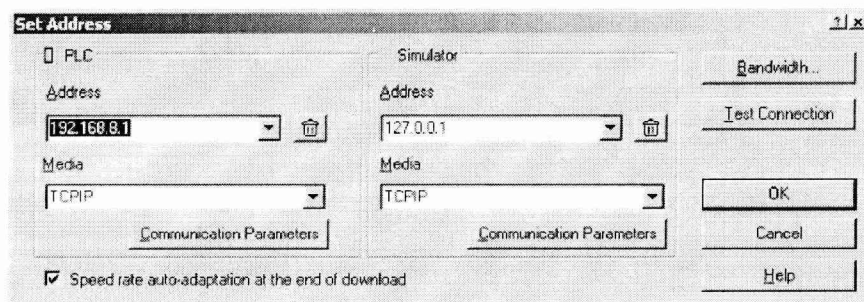 Set Address
PLC
Address
192.168.8.1
Media
TCPIP
Communication Parameters
Simulator
Address
127.0.0.1
Media
TCPIP
Communication Parameters
Speed rate auto-adaptation at the end of download
Bandwidth...
Test Connection
OK
Cancel
Help